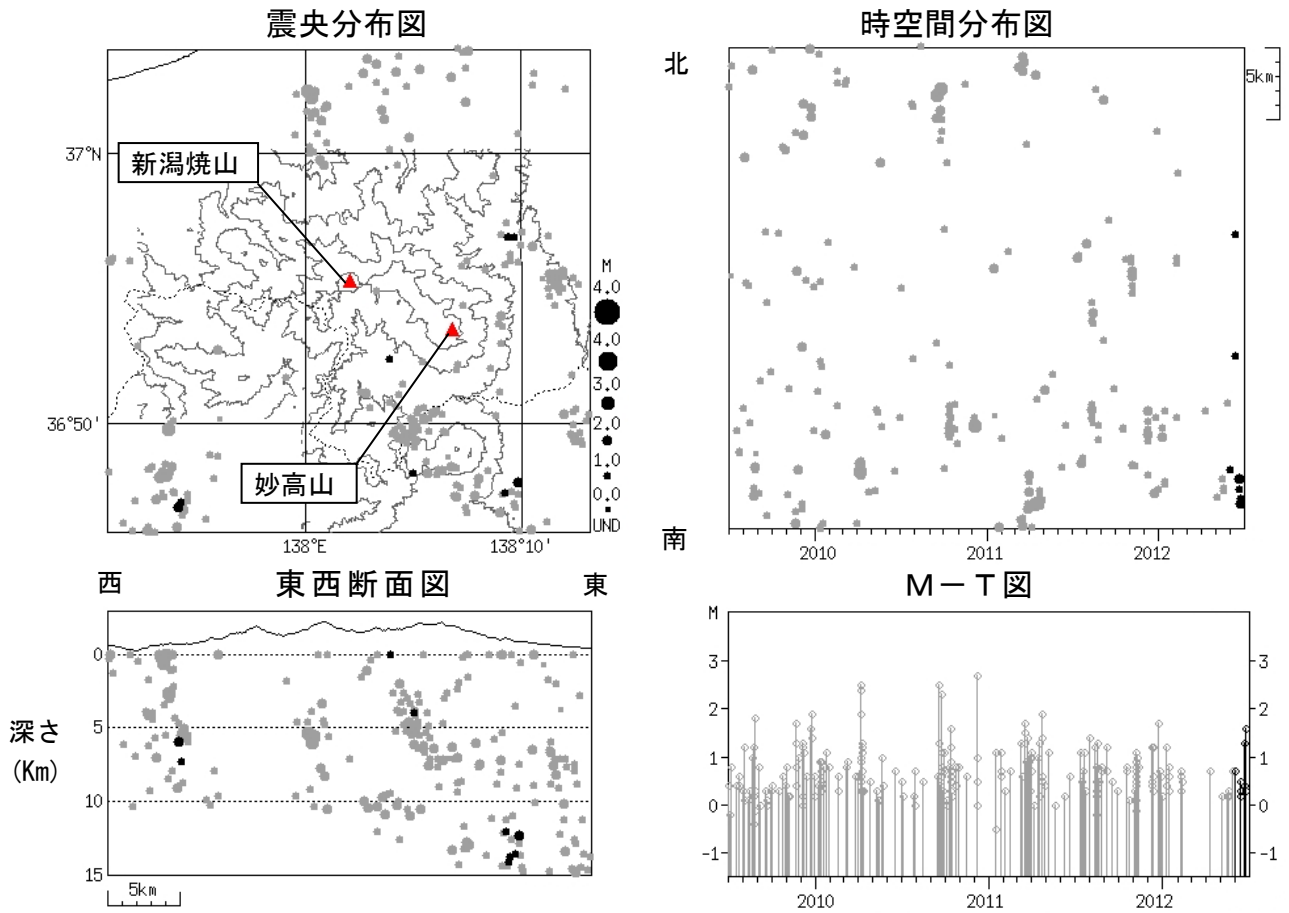 震央分布図
37°N
新潟焼山
妙高山
36°50'
138°E
138°10'
M
4.0
4.0
3.0
2.0
1.0
0.0
UND
時空間分布図
北
南
5km
2010
2011
2012
西
東西断面図
東
深さ
(Km)
0
5
10
15
5km
M－T図
M
3
2
1
0
-1
3
2
1
0
-1
2010
2011
2012